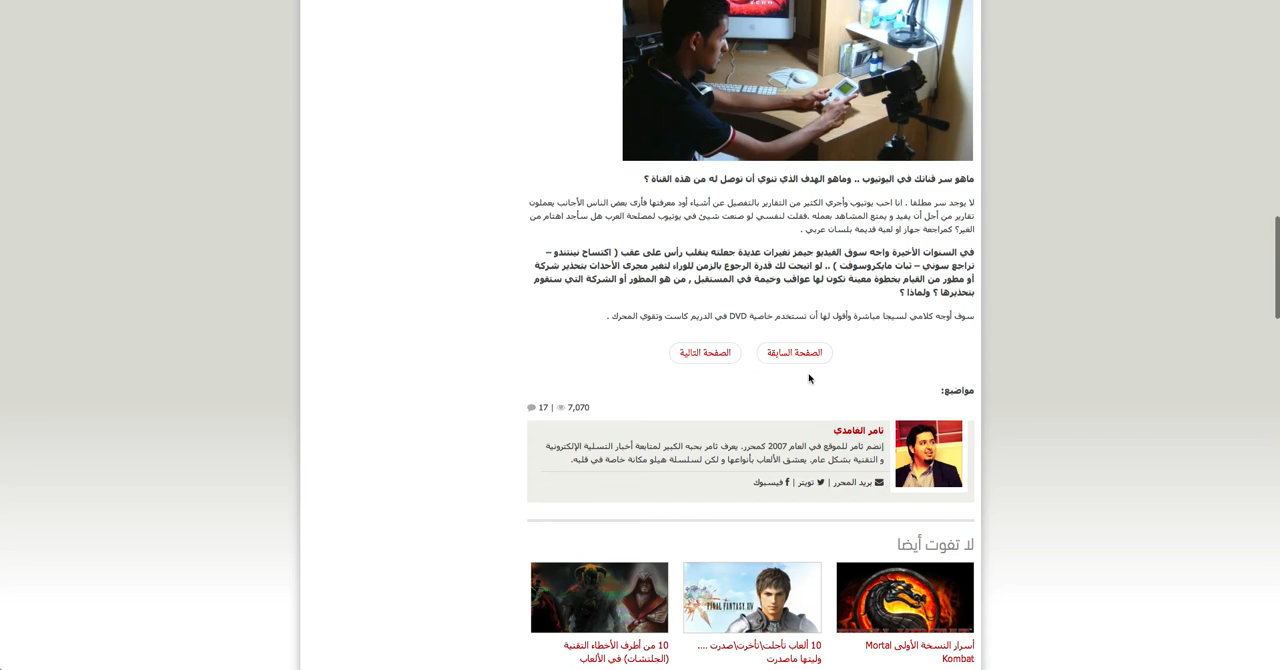 ماهو سر قناتك في اليوتيوب .. وماهو الهدف الذي تنوي أن توصل له من هذه القناة ؟
لا يوجد سر مطلقا . انا احب يوتيوب وأجري الكثير من التقارير بالتفصيل عن أشياء أود معرفتها فأرى بعض الناس الأجانب يعملون
تقارير من أجل أن يفيد و يمتع المشاهد بعمله .فقلت لنفسي لو صنعت شيئ في يوتيوب لمصلحة العرب هل سأجد اهتام من
الغير؟ كمراجعة جهاز او لعبة قديمة بلسان عربي .
في السنوات الأخيرة واجه سوق الفيديو جيمز تغيرات عديدة جعلته ينقلب رأس على عقب ( اكتساح نينتندو –
تراجع سوني – ثبات مايكروسوفت ) .. لو اتيحت لك قدرة الرجوع بالزمن للوراء لتغير مجرى الأحداث بتحذير شركة
أو مطور من القيام بخطوة معينة تكون لها عواقب وخيمة في المستقبل , من هو المطور أو الشركة التي ستقوم
بتحذيرها ؟ ولماذا ؟
سوف أوجه كلامي لسيجا مباشرة وأقول لها أن تستخدم خاصية DVD في الدريم كاست وتقوي المحرك .
الصفحة السابقة
الصفحة التالية
مواضيع:
17 | 7,070
ثامر الغامدي
إنضم ثامر للموقع في العام 2007 كمحرر. يعرف ثامر بحبه الكبير لمتابعة أخبار التسلية الإلكترونية
و التقنية بشكل عام. يعشق الألعاب بأنواعها و لكن لسلسلة هيلو مكانة خاصة في قلبه.
بريد المحرر | تويتر | فيسبوك
لا تفوت أيضا
FINAL FANTASY XIV
أسرار النسخة الأولى Mortal
Kombat
10 ألعاب تأجلت\تأخرت\صدرت ....
وليتها ماصدرت
10 من أطرف الأخطاء التقنية
(الجلتشات) في الألعاب